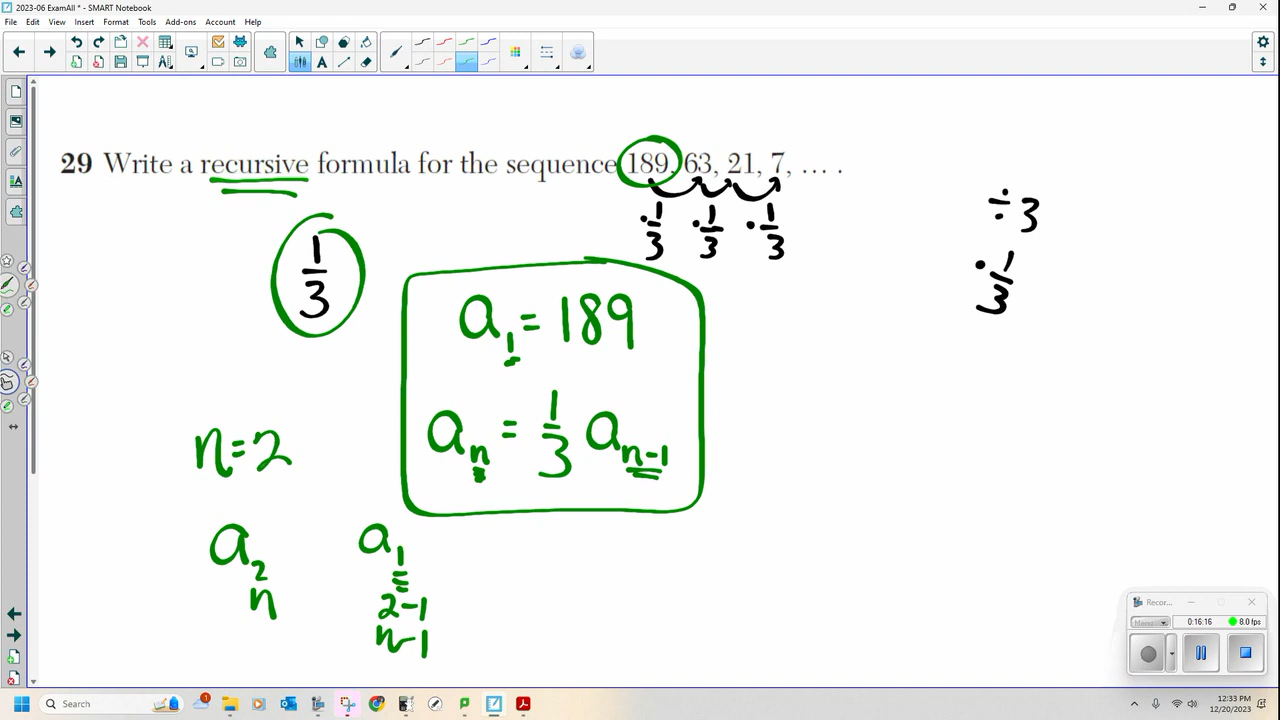 2023-06 ExamAll * - SMART Notebook
File Edit View Insert Format Tools Add-ons Account Help
29 Write a recursive formula for the sequence 189, 63, 21, 7, ... .
·1/3 ·1/3 ·1/3
÷3
·1/3
1/3
a₁ = 189
aₙ = 1/3 aₙ₋₁
n=2
a₂ a₁
n 2-1
n-1
Recor...
Menu 0:16:16 8.0 fps
Search
1
12:33 PM
12/20/2023